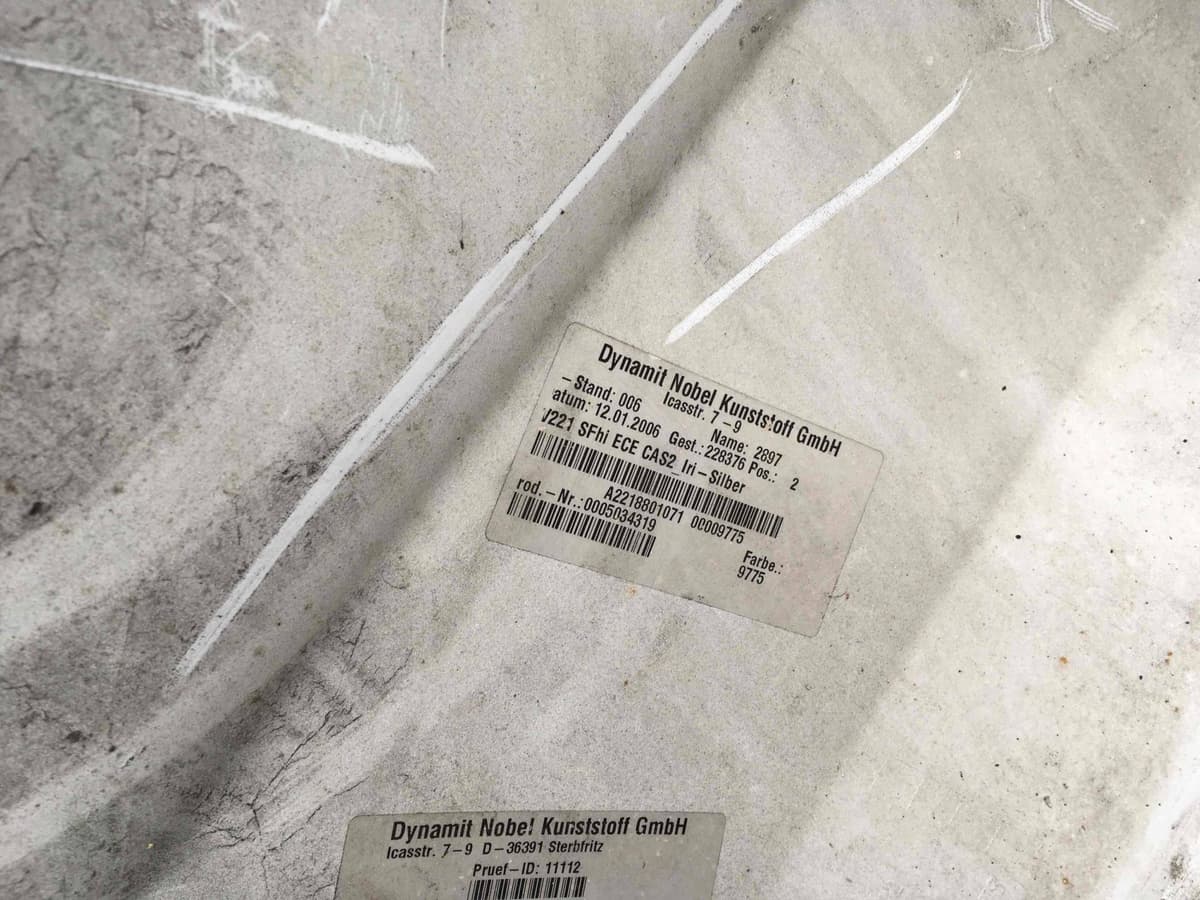 Dynamit Nobel Kunststoff GmbH
Icasstr. 7-9
-Stand: 006 Name: 2897
atum: 12.01.2006 Gest.: 228376 Pos.: 2
V221 SFhi ECE CAS2 Iri-Silber
A2218801071 00009775
rod.-Nr.:0005034319
Farbe.:
9775
Dynamit Nobel Kunststoff GmbH
Icasstr. 7-9 D-36391 Sterbfritz
Pruef-ID: 11112